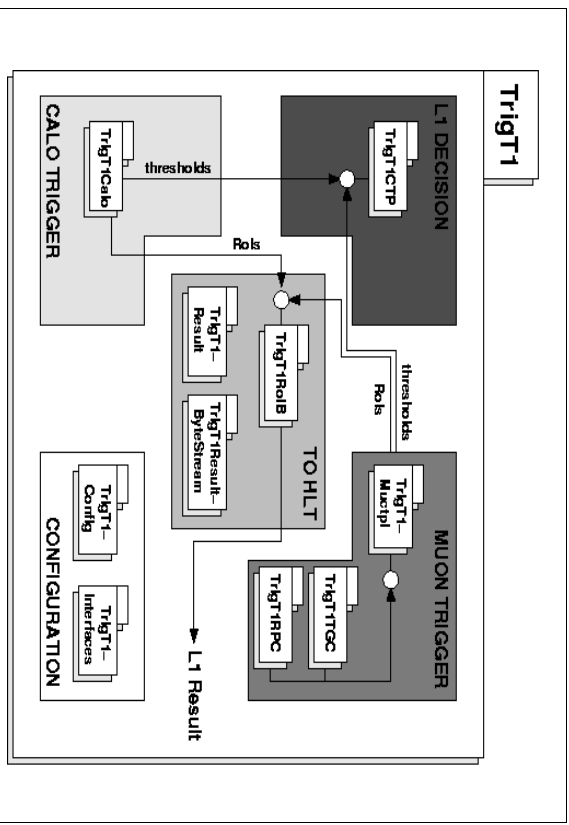 TrigT1
CALO TRIGGER
TrigT1Calo
thresholds
RoIs
L1 DECISION
TrigT1CTP
TO HLT
TrigT1RoIB
TrigT1–
Result
TrigT1Result–
ByteStream
thresholds
RoIs
MUON TRIGGER
TrigT1–
MuctpI
TrigT1TGC
TrigT1RPC
CONFIGURATION
TrigT1–
Config
TrigT1–
Interfaces
L1 Result